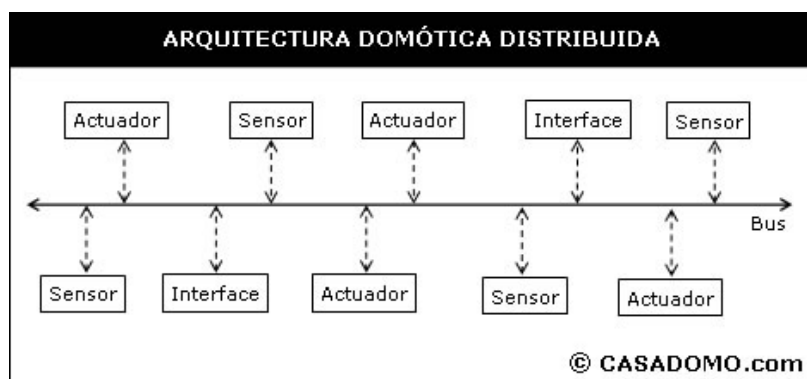 ARQUITECTURA DOMÓTICA DISTRIBUIDA
Actuador Sensor Actuador Interface Sensor
Bus
Sensor Interface Actuador Sensor Actuador
© CASADOMO.com